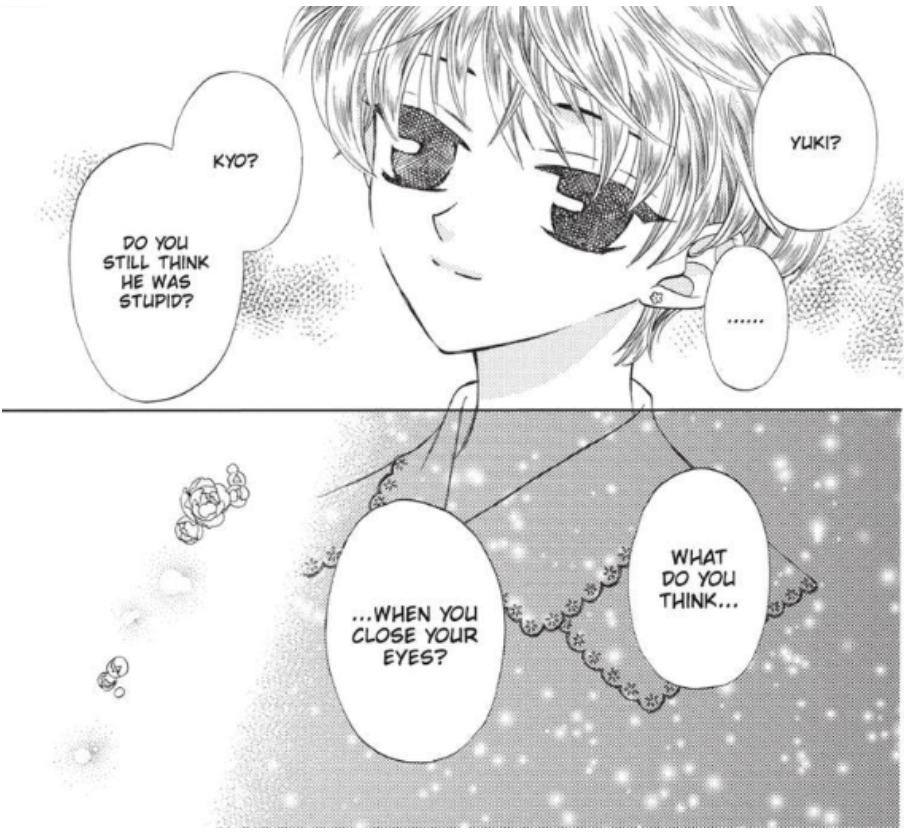 YUKI?
......
KYO?
DO YOU
STILL THINK
HE WAS
STUPID?
WHAT
DO YOU
THINK...
...WHEN YOU
CLOSE YOUR
EYES?